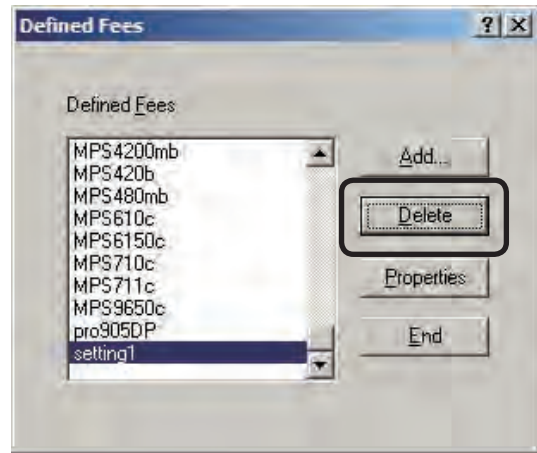 Defined Fees
Defined Fees
MPS4200mb
MPS420b
MPS480mb
MPS610c
MPS6150c
MPS710c
MPS711c
MPS9650c
pro905DP
setting1
Add...
Delete
Properties
End